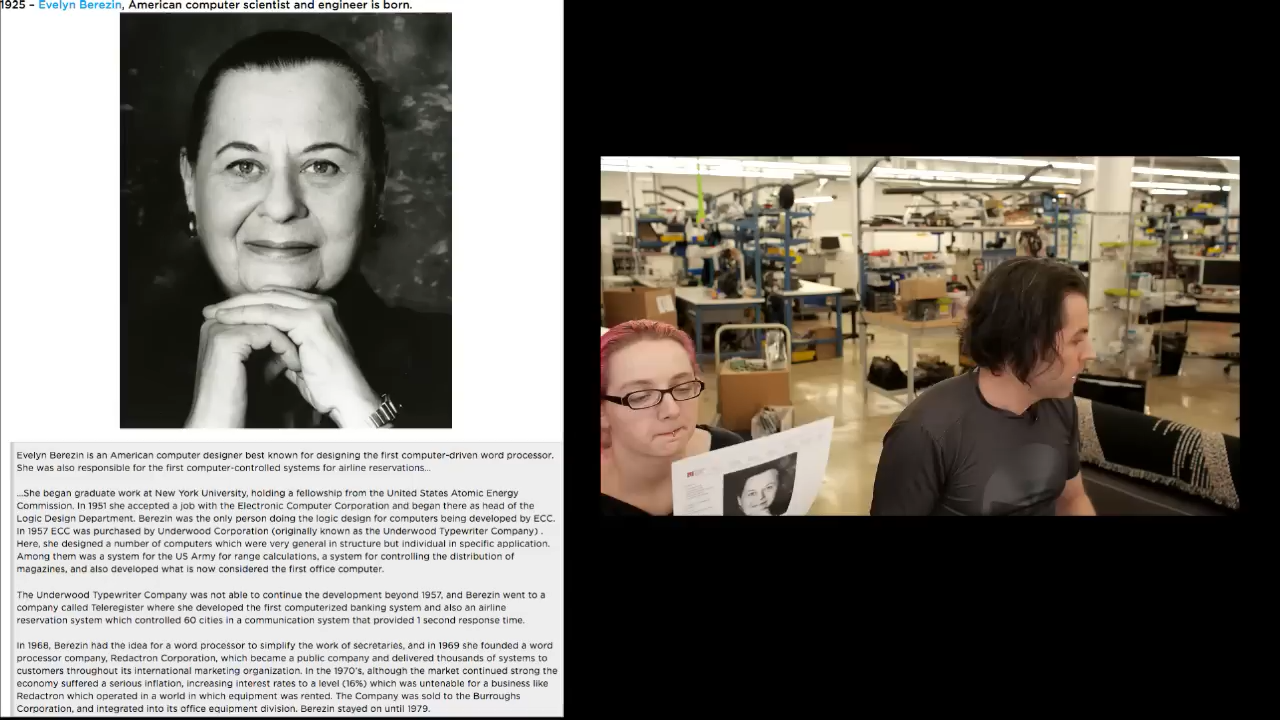 1925 – Evelyn Berezin, American computer scientist and engineer is born.
Evelyn Berezin is an American computer designer best known for designing the first computer-driven word processor.
She was also responsible for the first computer-controlled systems for airline reservations...
...She began graduate work at New York University, holding a fellowship from the United States Atomic Energy
Commission. In 1951 she accepted a job with the Electronic Computer Corporation and began there as head of the
Logic Design Department. Berezin was the only person doing the logic design for computers being developed by ECC.
In 1957 ECC was purchased by Underwood Corporation (originally known as the Underwood Typewriter Company) .
Here, she designed a number of computers which were very general in structure but individual in specific application.
Among them was a system for the US Army for range calculations, a system for controlling the distribution of
magazines, and also developed what is now considered the first office computer.
The Underwood Typewriter Company was not able to continue the development beyond 1957, and Berezin went to a
company called Teleregister where she developed the first computerized banking system and also an airline
reservation system which controlled 60 cities in a communication system that provided 1 second response time.
In 1968, Berezin had the idea for a word processor to simplify the work of secretaries, and in 1969 she founded a word
processor company, Redactron Corporation, which became a public company and delivered thousands of systems to
customers throughout its international marketing organization. In the 1970's, although the market continued strong the
economy suffered a serious inflation, increasing interest rates to a level (16%) which was untenable for a business like
Redactron which operated in a world in which equipment was rented. The Company was sold to the Burroughs
Corporation, and integrated into its office equipment division. Berezin stayed on until 1979.